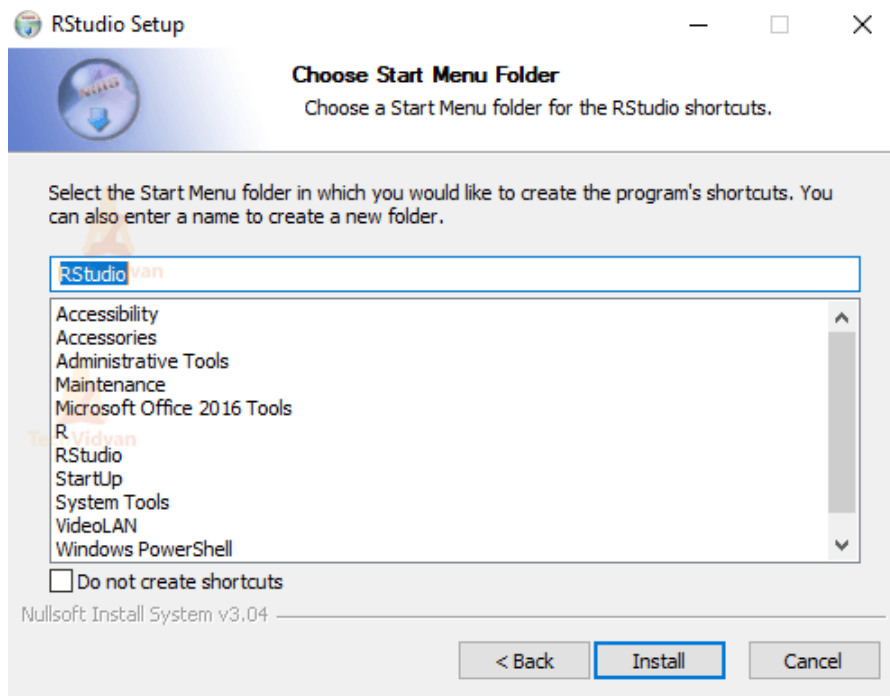 RStudio Setup
Choose Start Menu Folder
Choose a Start Menu folder for the RStudio shortcuts.
Select the Start Menu folder in which you would like to create the program's shortcuts. You
can also enter a name to create a new folder.
RStudio
Accessibility
Accessories
Administrative Tools
Maintenance
Microsoft Office 2016 Tools
R
RStudio
StartUp
System Tools
VideoLAN
Windows PowerShell
Do not create shortcuts
Nullsoft Install System v3.04
< Back
Install
Cancel